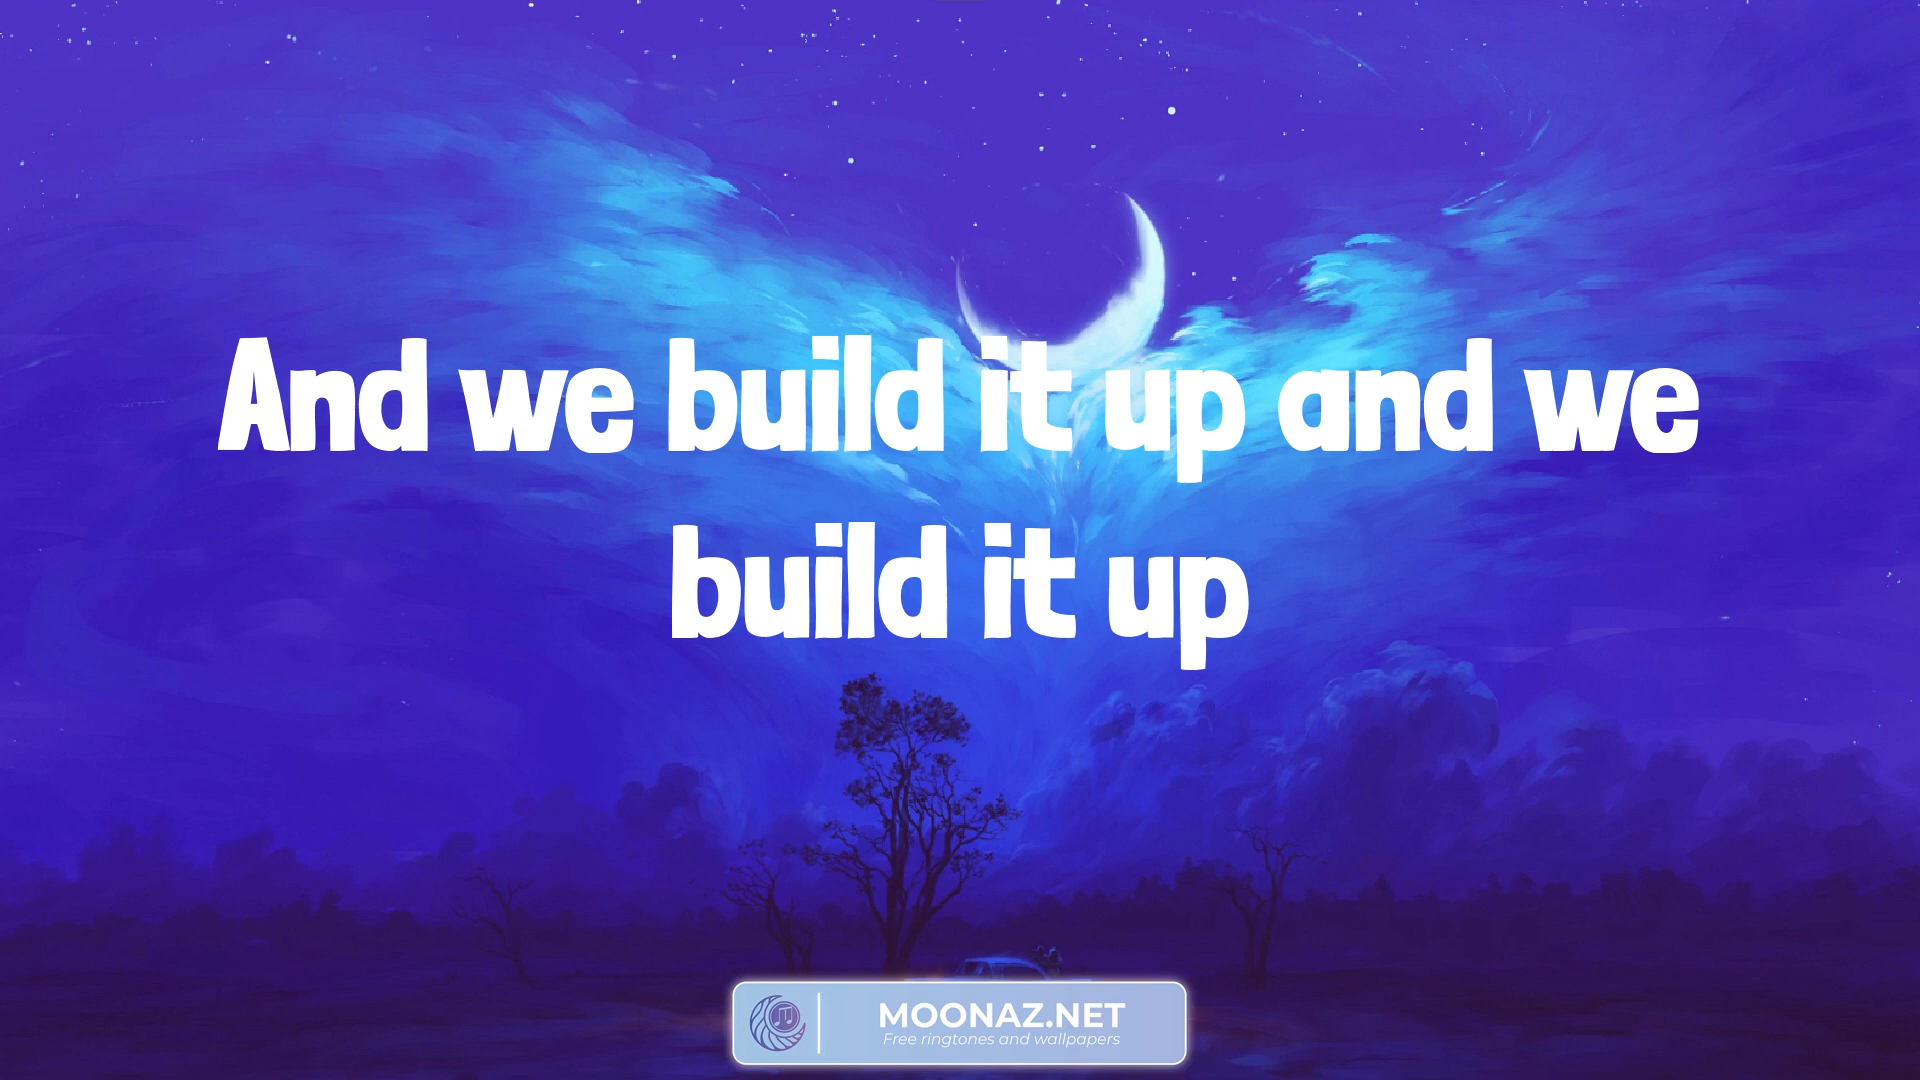 And we build it up and we
build it up
MOONAZ.NET
Free ringtones and wallpapers